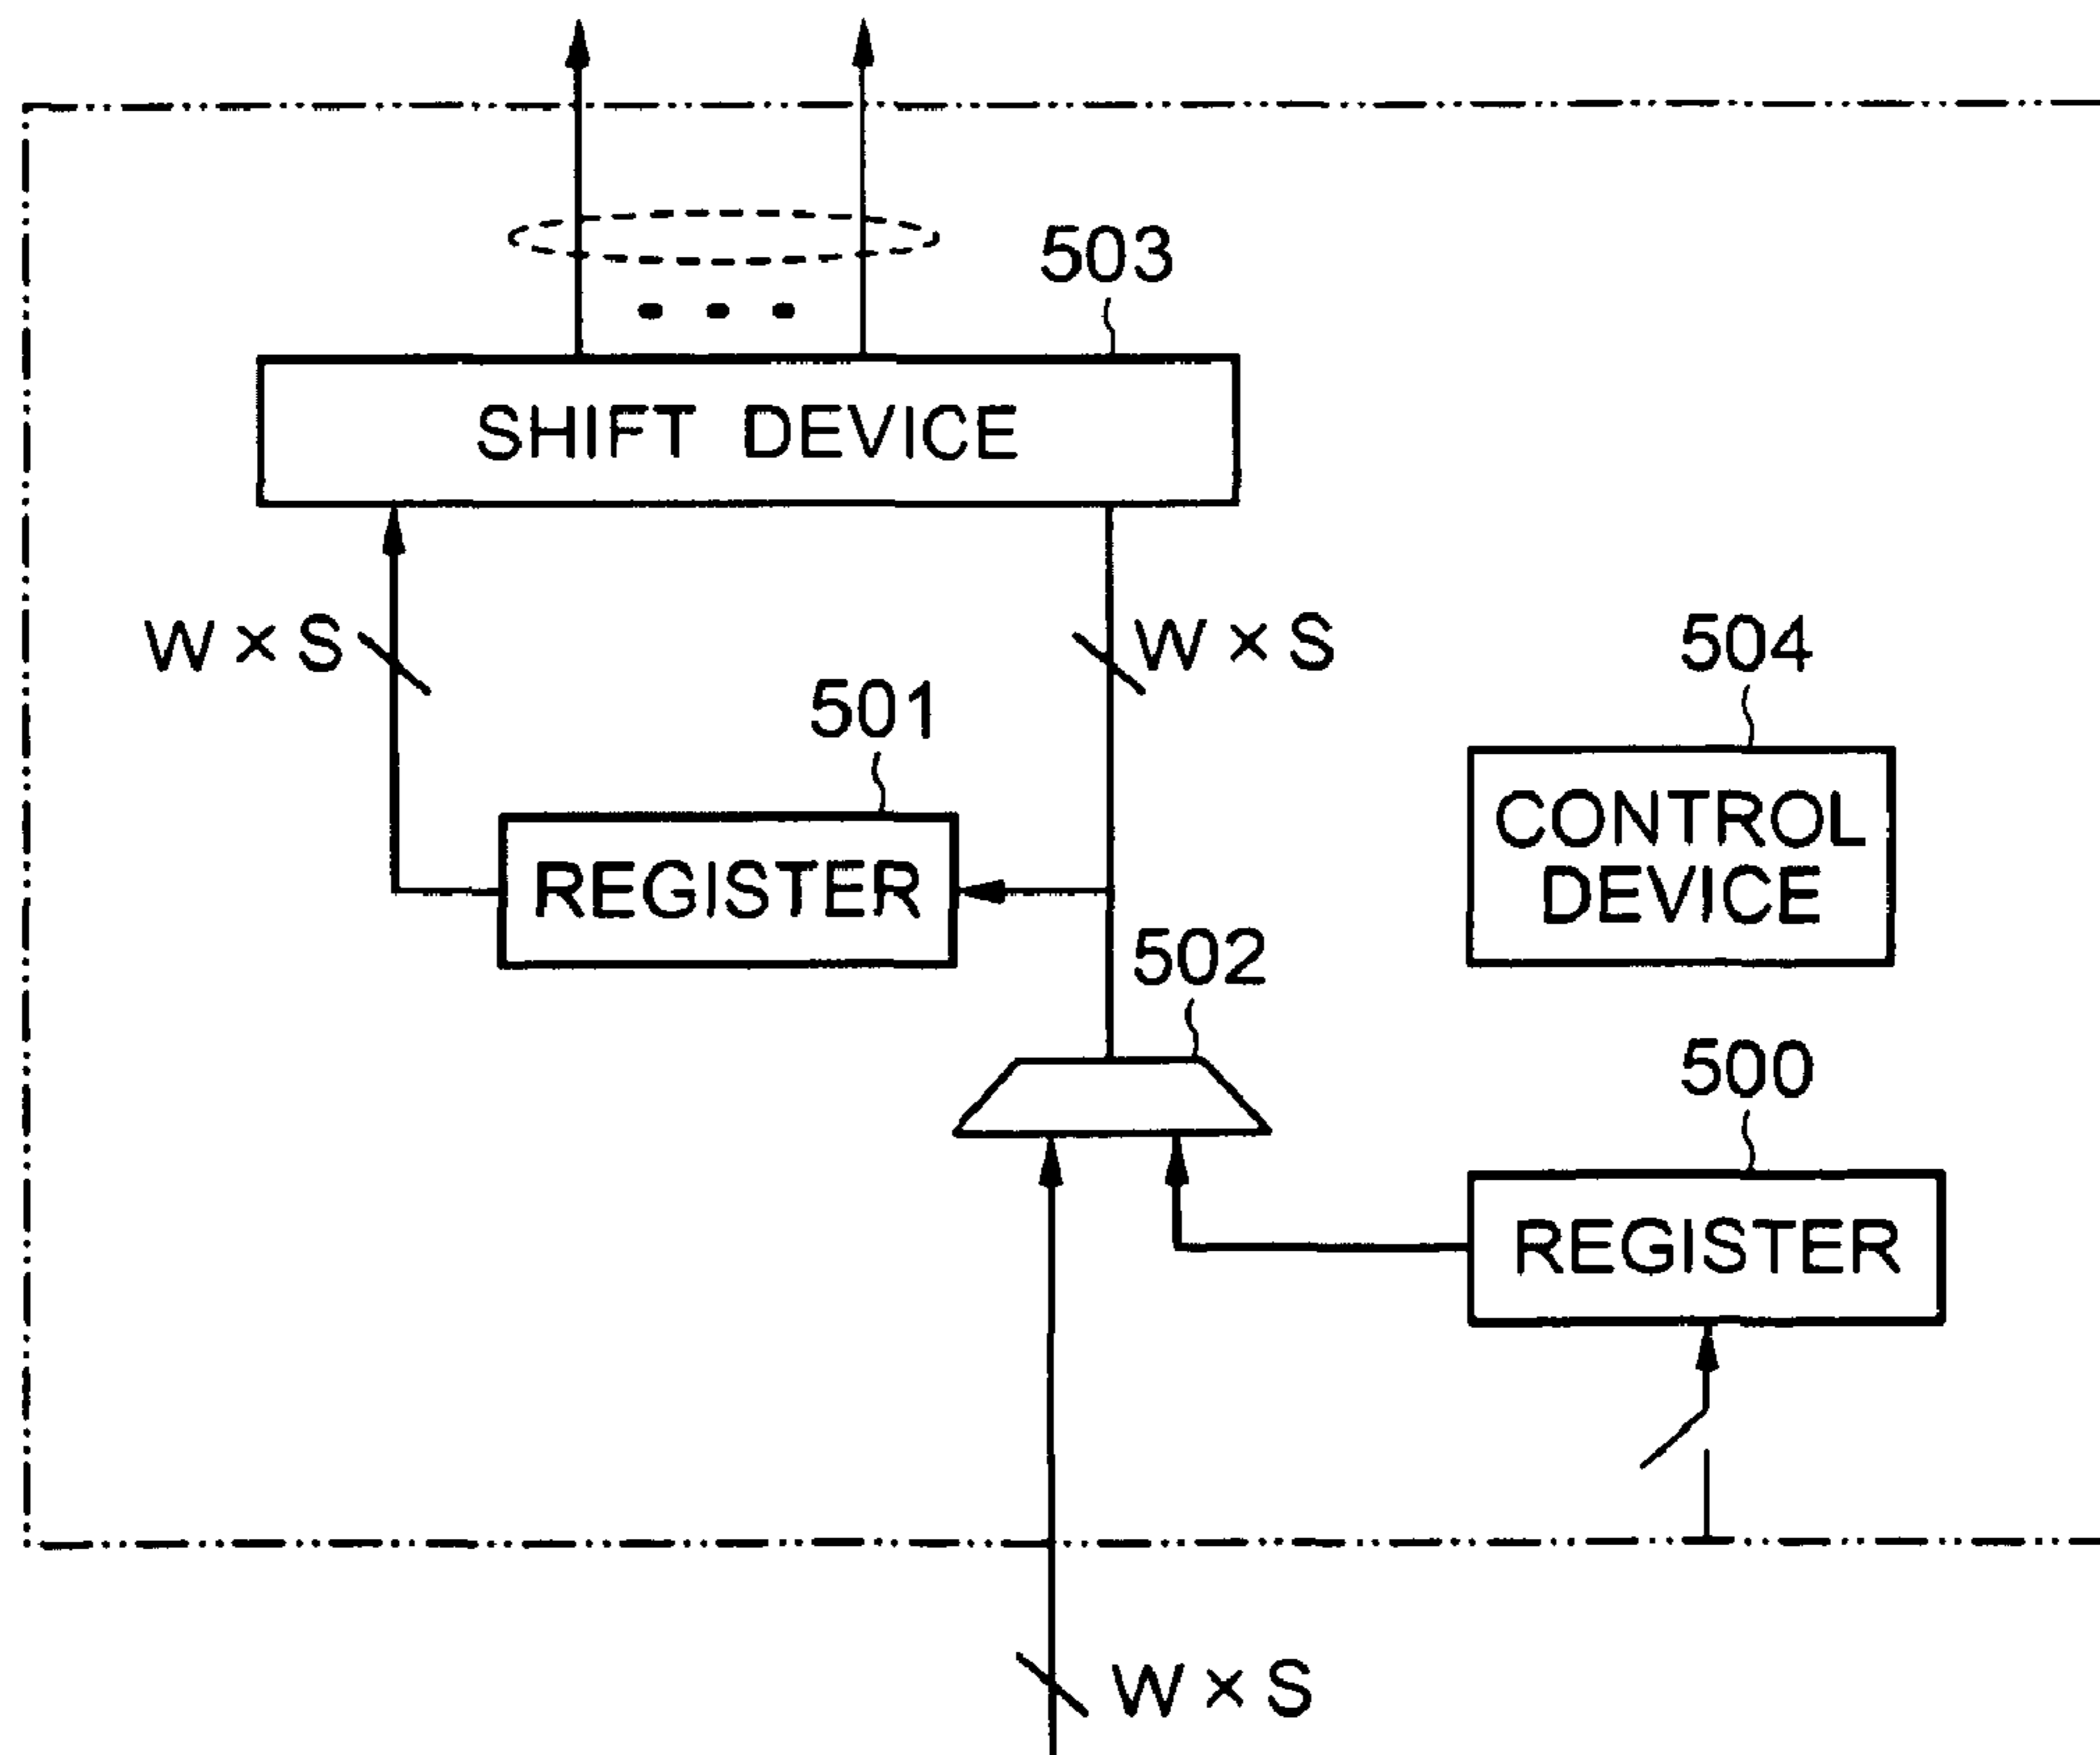 503
SHIFT DEVICE
W × S
W × S
504
501
CONTROL
DEVICE
REGISTER
502
500
REGISTER
W × S